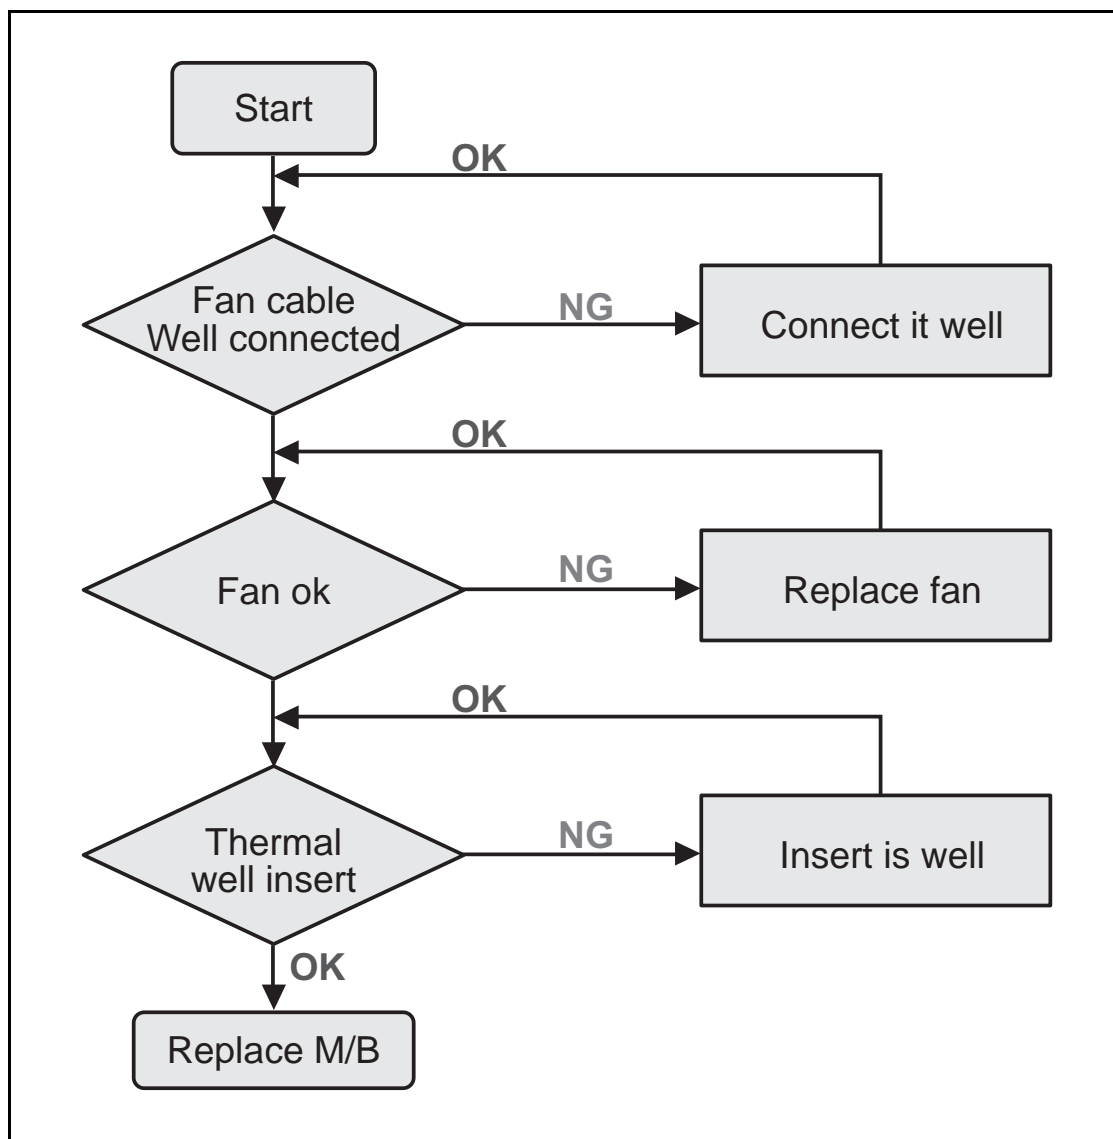 Start
OK
Fan cable
Well connected
NG
Connect it well
OK
Fan ok
NG
Replace fan
OK
Thermal
well insert
NG
Insert is well
OK
Replace M/B